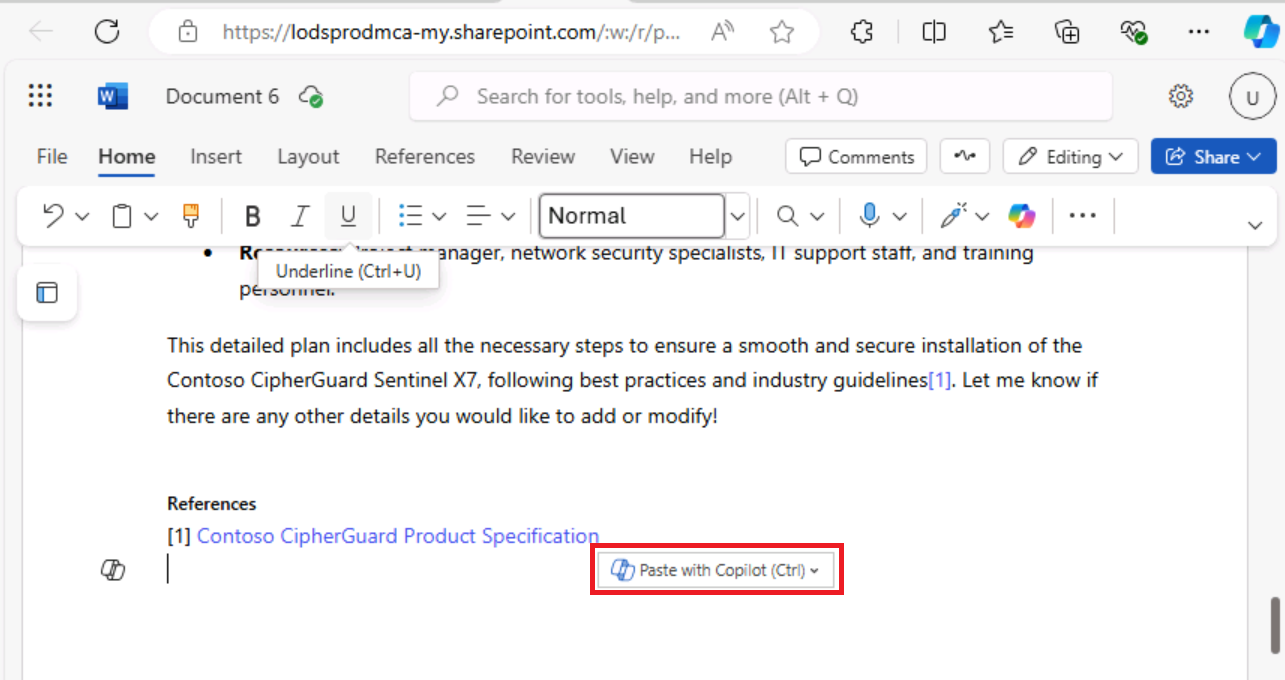 https://lodsprodmca-my.sharepoint.com/:w:/r/p...
W Document 6 Search for tools, help, and more (Alt + Q) U
File Home Insert Layout References Review View Help Comments Editing Share
B I U Normal
manager, network security specialists, IT support staff, and training
Underline (Ctrl+U)
personnel.
This detailed plan includes all the necessary steps to ensure a smooth and secure installation of the
Contoso CipherGuard Sentinel X7, following best practices and industry guidelines[1]. Let me know if
there are any other details you would like to add or modify!
References
[1] Contoso CipherGuard Product Specification
Paste with Copilot (Ctrl)